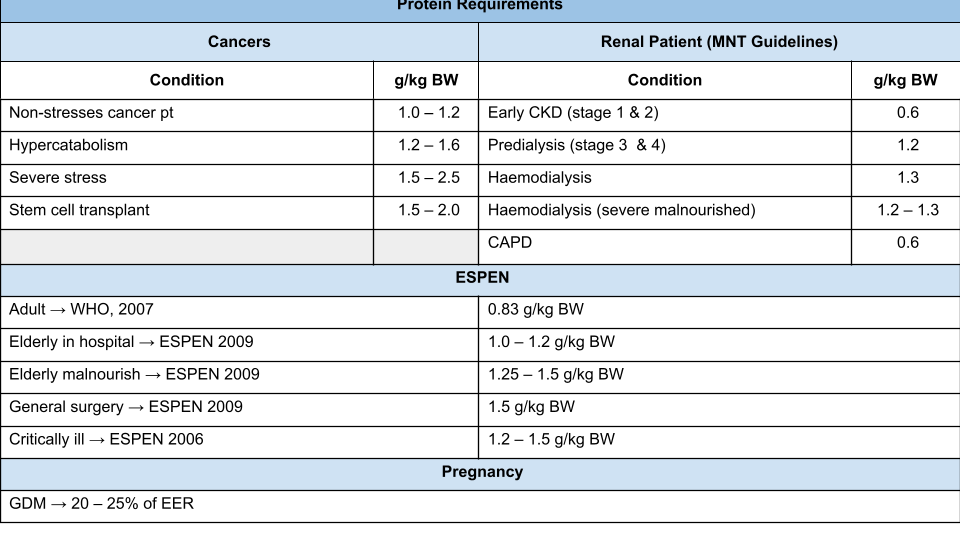 Protein Requirements
Cancers Renal Patient (MNT Guidelines)
Condition g/kg BW Condition g/kg BW
Non-stresses cancer pt 1.0 – 1.2 Early CKD (stage 1 & 2) 0.6
Hypercatabolism 1.2 – 1.6 Predialysis (stage 3 & 4) 1.2
Severe stress 1.5 – 2.5 Haemodialysis 1.3
Stem cell transplant 1.5 – 2.0 Haemodialysis (severe malnourished) 1.2 – 1.3
CAPD 0.6
ESPEN
Adult → WHO, 2007 0.83 g/kg BW
Elderly in hospital → ESPEN 2009 1.0 – 1.2 g/kg BW
Elderly malnourish → ESPEN 2009 1.25 – 1.5 g/kg BW
General surgery → ESPEN 2009 1.5 g/kg BW
Critically ill → ESPEN 2006 1.2 – 1.5 g/kg BW
Pregnancy
GDM → 20 – 25% of EER